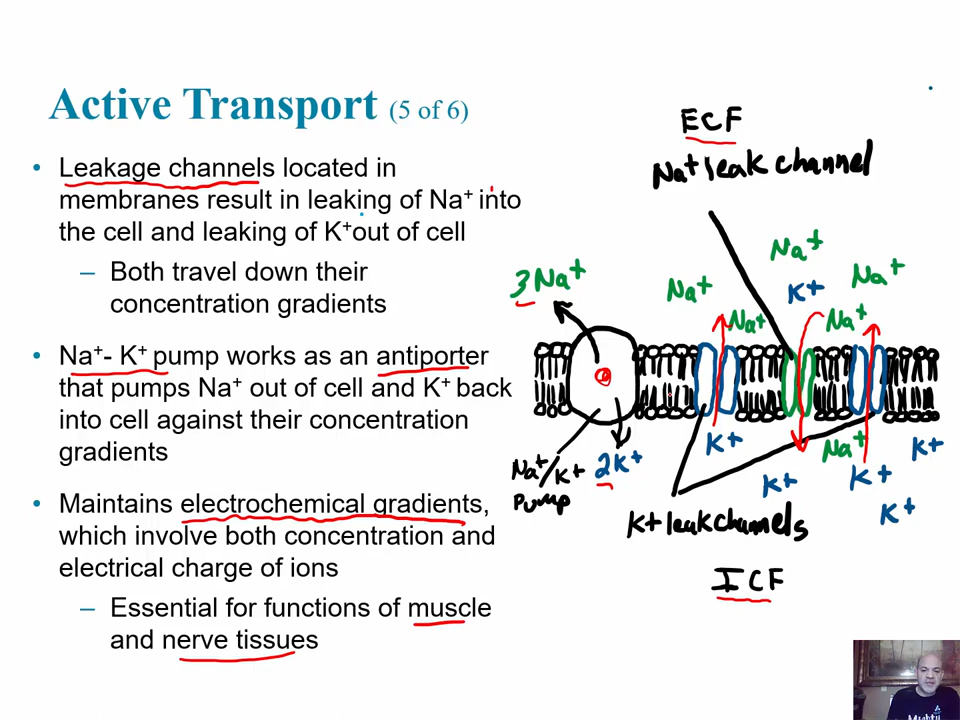 Active Transport (5 of 6)
• Leakage channels located in
membranes result in leaking of Na⁺ into
the cell and leaking of K⁺out of cell
– Both travel down their
concentration gradients
• Na⁺- K⁺ pump works as an antiporter
that pumps Na⁺ out of cell and K⁺ back
into cell against their concentration
gradients
• Maintains electrochemical gradients,
which involve both concentration and
electrical charge of ions
– Essential for functions of muscle
and nerve tissues
ECF
Na⁺ leak channel
3Na⁺
Na⁺
Na⁺
Na⁺
K+
Na⁺
Na⁺
K+
Na⁺
K+
K+
K+
K+
2K+
Na⁺/K+
Pump
K+ leak channels
ICF
Mighty